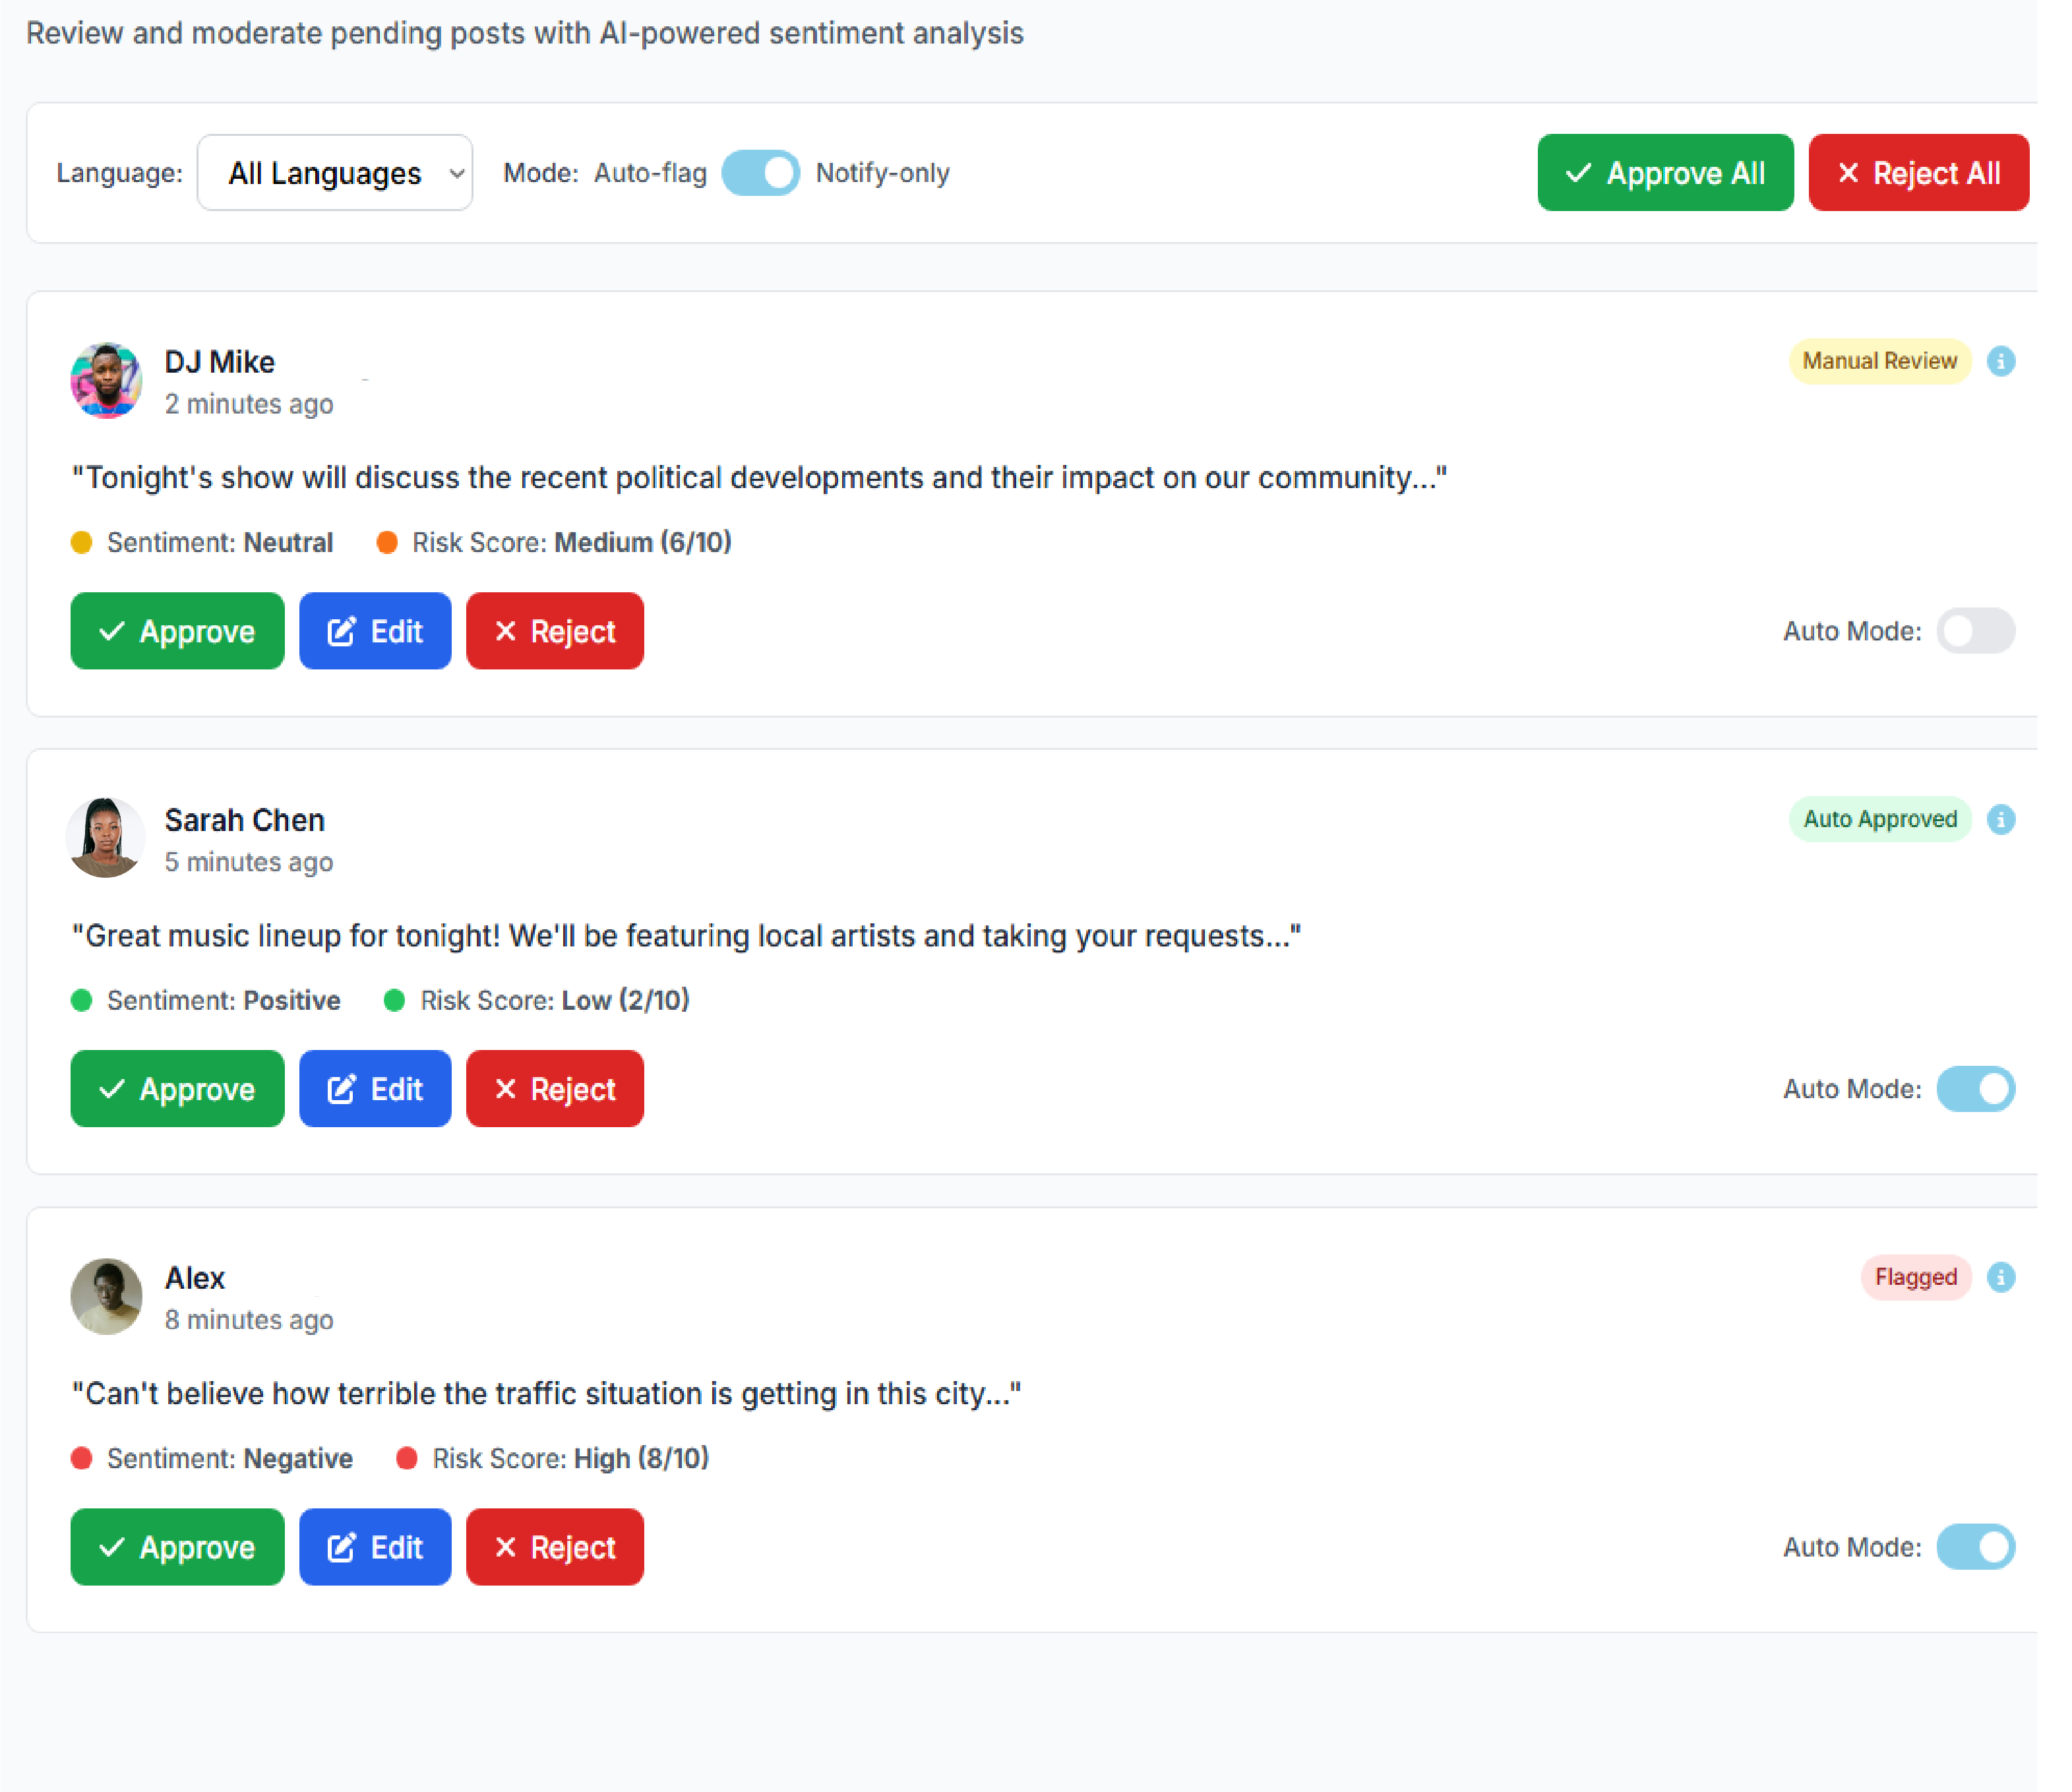 Review and moderate pending posts with AI-powered sentiment analysis
Language: All Languages Mode: Auto-flag Notify-only Approve All Reject All
DJ Mike Manual Review
2 minutes ago
"Tonight's show will discuss the recent political developments and their impact on our community..."
Sentiment: Neutral Risk Score: Medium (6/10)
Approve Edit Reject Auto Mode:
Sarah Chen Auto Approved
5 minutes ago
"Great music lineup for tonight! We'll be featuring local artists and taking your requests..."
Sentiment: Positive Risk Score: Low (2/10)
Approve Edit Reject Auto Mode:
Alex Flagged
8 minutes ago
"Can't believe how terrible the traffic situation is getting in this city..."
Sentiment: Negative Risk Score: High (8/10)
Approve Edit Reject Auto Mode: